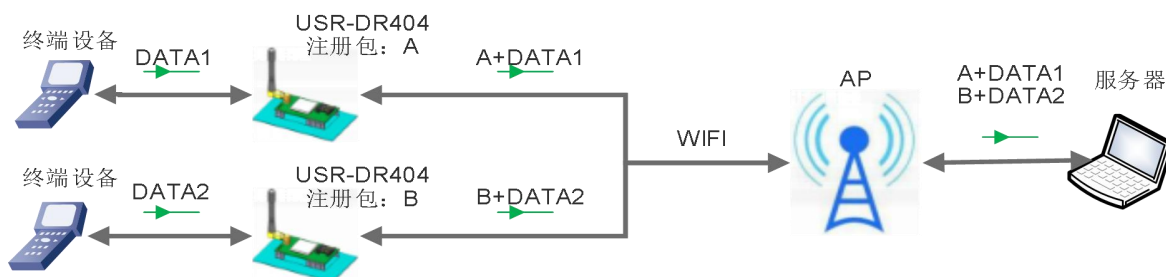 终端设备
DATA1
USR-DR404
注册包：A
A+DATA1
AP
A+DATA1
B+DATA2
服务器
WIFI
终端设备
DATA2
USR-DR404
注册包：B
B+DATA2